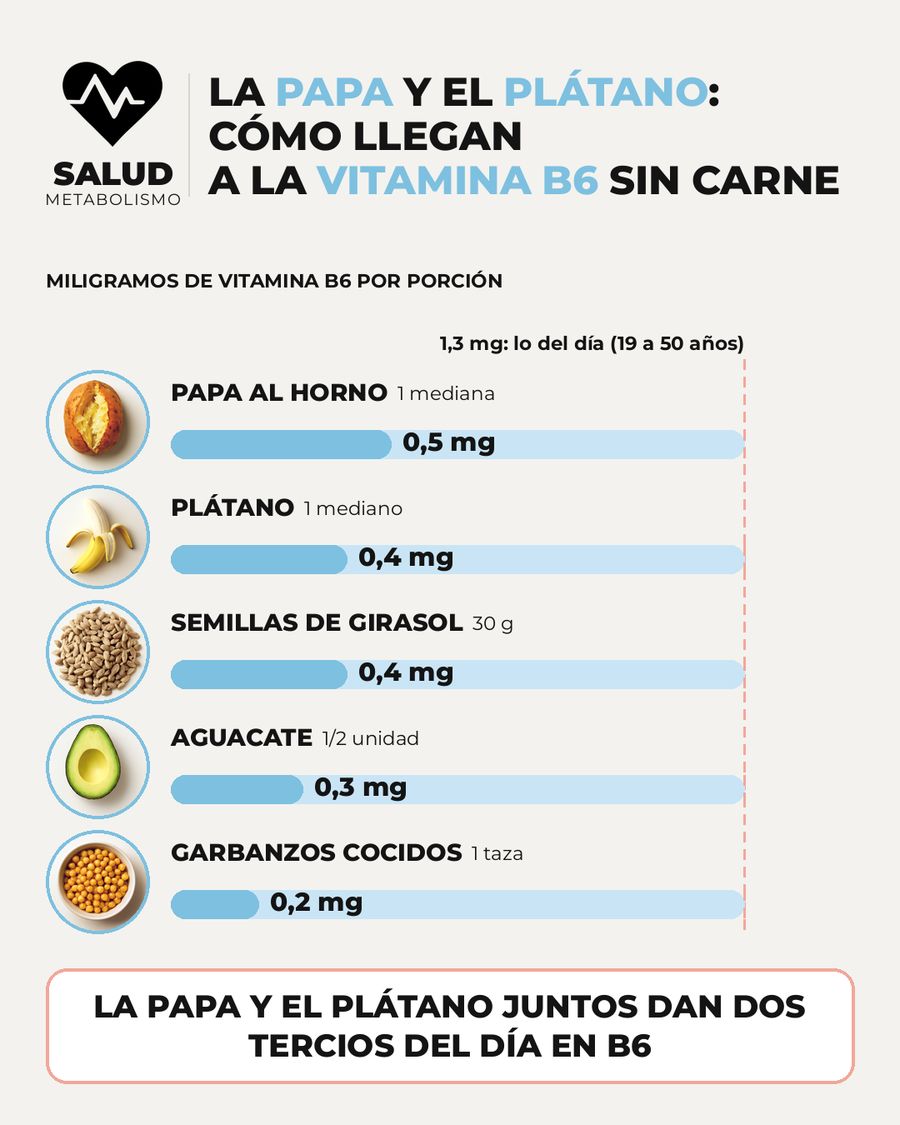 SALUD
METABOLISMO
LA PAPA Y EL PLÁTANO:
CÓMO LLEGAN
A LA VITAMINA B6 SIN CARNE
MILIGRAMOS DE VITAMINA B6 POR PORCIÓN
1,3 mg: lo del día (19 a 50 años)
PAPA AL HORNO 1 mediana
0,5 mg
PLÁTANO 1 mediano
0,4 mg
SEMILLAS DE GIRASOL 30 g
0,4 mg
AGUACATE 1/2 unidad
0,3 mg
GARBANZOS COCIDOS 1 taza
0,2 mg
LA PAPA Y EL PLÁTANO JUNTOS DAN DOS
TERCIOS DEL DÍA EN B6